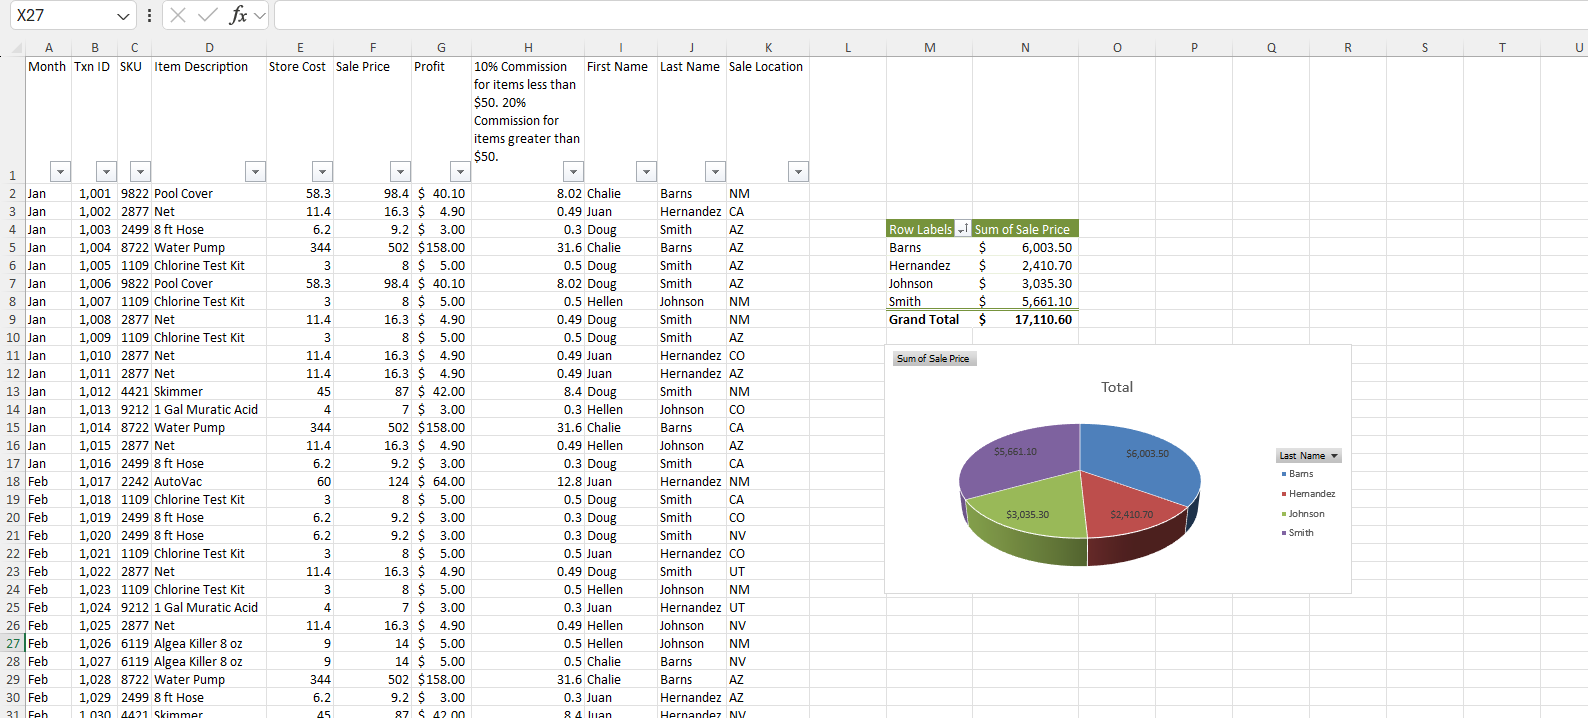 X27
fx
A B C D E F G H I J K L M N O P Q R S T U
Month Txn ID SKU Item Description Store Cost Sale Price Profit 10% Commission First Name Last Name Sale Location
for items less than
$50. 20%
Commission for
items greater than
$50.
1
2 Jan 1,001 9822 Pool Cover 58.3 98.4 $ 40.10 8.02 Chalie Barns NM
3 Jan 1,002 2877 Net 11.4 16.3 $ 4.90 0.49 Juan Hernandez CA
4 Jan 1,003 2499 8 ft Hose 6.2 9.2 $ 3.00 0.3 Doug Smith AZ Row Labels Sum of Sale Price
5 Jan 1,004 8722 Water Pump 344 502 $158.00 31.6 Chalie Barns AZ Barns $ 6,003.50
6 Jan 1,005 1109 Chlorine Test Kit 3 8 $ 5.00 0.5 Doug Smith AZ Hernandez $ 2,410.70
7 Jan 1,006 9822 Pool Cover 58.3 98.4 $ 40.10 8.02 Doug Smith AZ Johnson $ 3,035.30
8 Jan 1,007 1109 Chlorine Test Kit 3 8 $ 5.00 0.5 Hellen Johnson NM Smith $ 5,661.10
9 Jan 1,008 2877 Net 11.4 16.3 $ 4.90 0.49 Doug Smith NM Grand Total $ 17,110.60
10 Jan 1,009 1109 Chlorine Test Kit 3 8 $ 5.00 0.5 Doug Smith AZ
11 Jan 1,010 2877 Net 11.4 16.3 $ 4.90 0.49 Juan Hernandez CO
12 Jan 1,011 2877 Net 11.4 16.3 $ 4.90 0.49 Juan Hernandez AZ
13 Jan 1,012 4421 Skimmer 45 87 $ 42.00 8.4 Doug Smith NM
14 Jan 1,013 9212 1 Gal Muratic Acid 4 7 $ 3.00 0.3 Hellen Johnson CO
15 Jan 1,014 8722 Water Pump 344 502 $158.00 31.6 Chalie Barns CA
16 Jan 1,015 2877 Net 11.4 16.3 $ 4.90 0.49 Hellen Johnson AZ
17 Jan 1,016 2499 8 ft Hose 6.2 9.2 $ 3.00 0.3 Doug Smith CA
18 Feb 1,017 2242 AutoVac 60 124 $ 64.00 12.8 Juan Hernandez NM
19 Feb 1,018 1109 Chlorine Test Kit 3 8 $ 5.00 0.5 Doug Smith CA
20 Feb 1,019 2499 8 ft Hose 6.2 9.2 $ 3.00 0.3 Doug Smith CO
21 Feb 1,020 2499 8 ft Hose 6.2 9.2 $ 3.00 0.3 Doug Smith NV
22 Feb 1,021 1109 Chlorine Test Kit 3 8 $ 5.00 0.5 Juan Hernandez CO
23 Feb 1,022 2877 Net 11.4 16.3 $ 4.90 0.49 Doug Smith UT
24 Feb 1,023 1109 Chlorine Test Kit 3 8 $ 5.00 0.5 Hellen Johnson NM
25 Feb 1,024 9212 1 Gal Muratic Acid 4 7 $ 3.00 0.3 Juan Hernandez UT
26 Feb 1,025 2877 Net 11.4 16.3 $ 4.90 0.49 Hellen Johnson NV
27 Feb 1,026 6119 Algea Killer 8 oz 9 14 $ 5.00 0.5 Hellen Johnson NM
28 Feb 1,027 6119 Algea Killer 8 oz 9 14 $ 5.00 0.5 Chalie Barns NV
29 Feb 1,028 8722 Water Pump 344 502 $158.00 31.6 Chalie Barns AZ
30 Feb 1,029 2499 8 ft Hose 6.2 9.2 $ 3.00 0.3 Juan Hernandez AZ
31 Feb 1,030 4421 Skimmer 45 87 $ 42.00 8.4 Juan Hernandez NV
Sum of Sale Price
Total
$5,661.10 $6,003.50
$3,035.30 $2,410.70
Last Name
Barns
Hernandez
Johnson
Smith